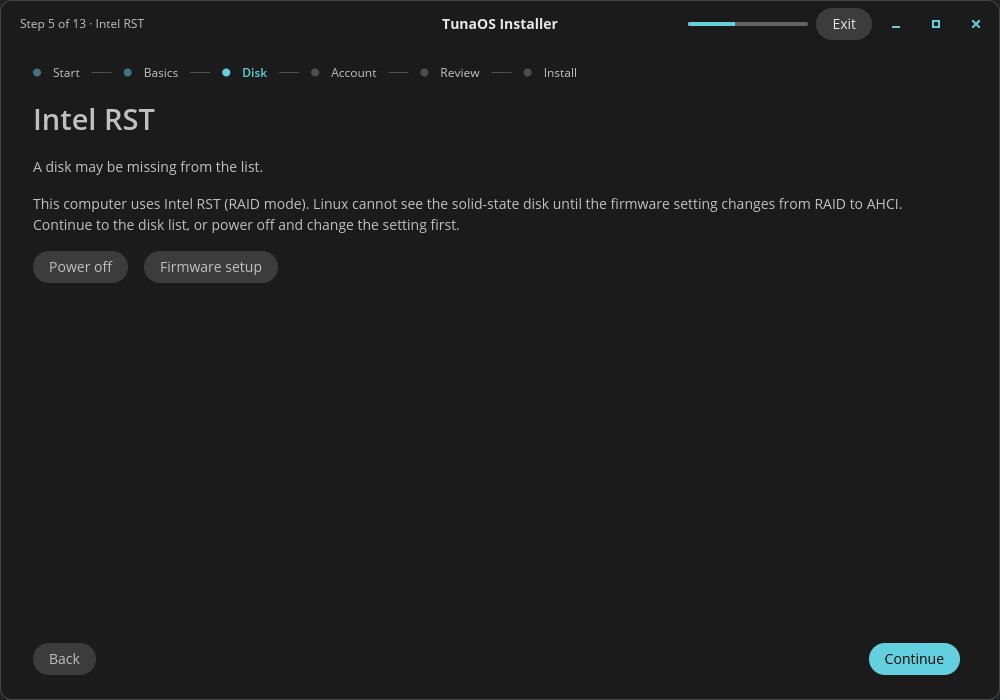 Step 5 of 13 · Intel RST
TunaOS Installer
Exit
Start
Basics
Disk
Account
Review
Install
Intel RST
A disk may be missing from the list.
This computer uses Intel RST (RAID mode). Linux cannot see the solid-state disk until the firmware setting changes from RAID to AHCI.
Continue to the disk list, or power off and change the setting first.
Power off
Firmware setup
Back
Continue